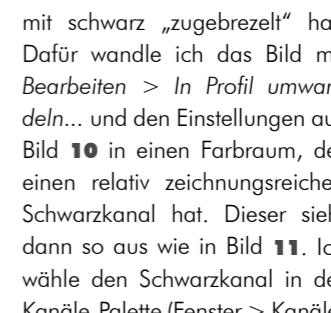 mit schwarz „zugebrezelt“ ha
Dafür wandle ich das Bild m
Bearbeiten > In Profil umwar
deln... und den Einstellungen au
Bild 10 in einen Farbraum, de
einen relativ zeichnungsreiche
Schwarzkanal hat. Dieser sieh
dann so aus wie in Bild 11. Ic
wähle den Schwarzkanal in de
Kanäle-Palette (Fenster > Kanäle